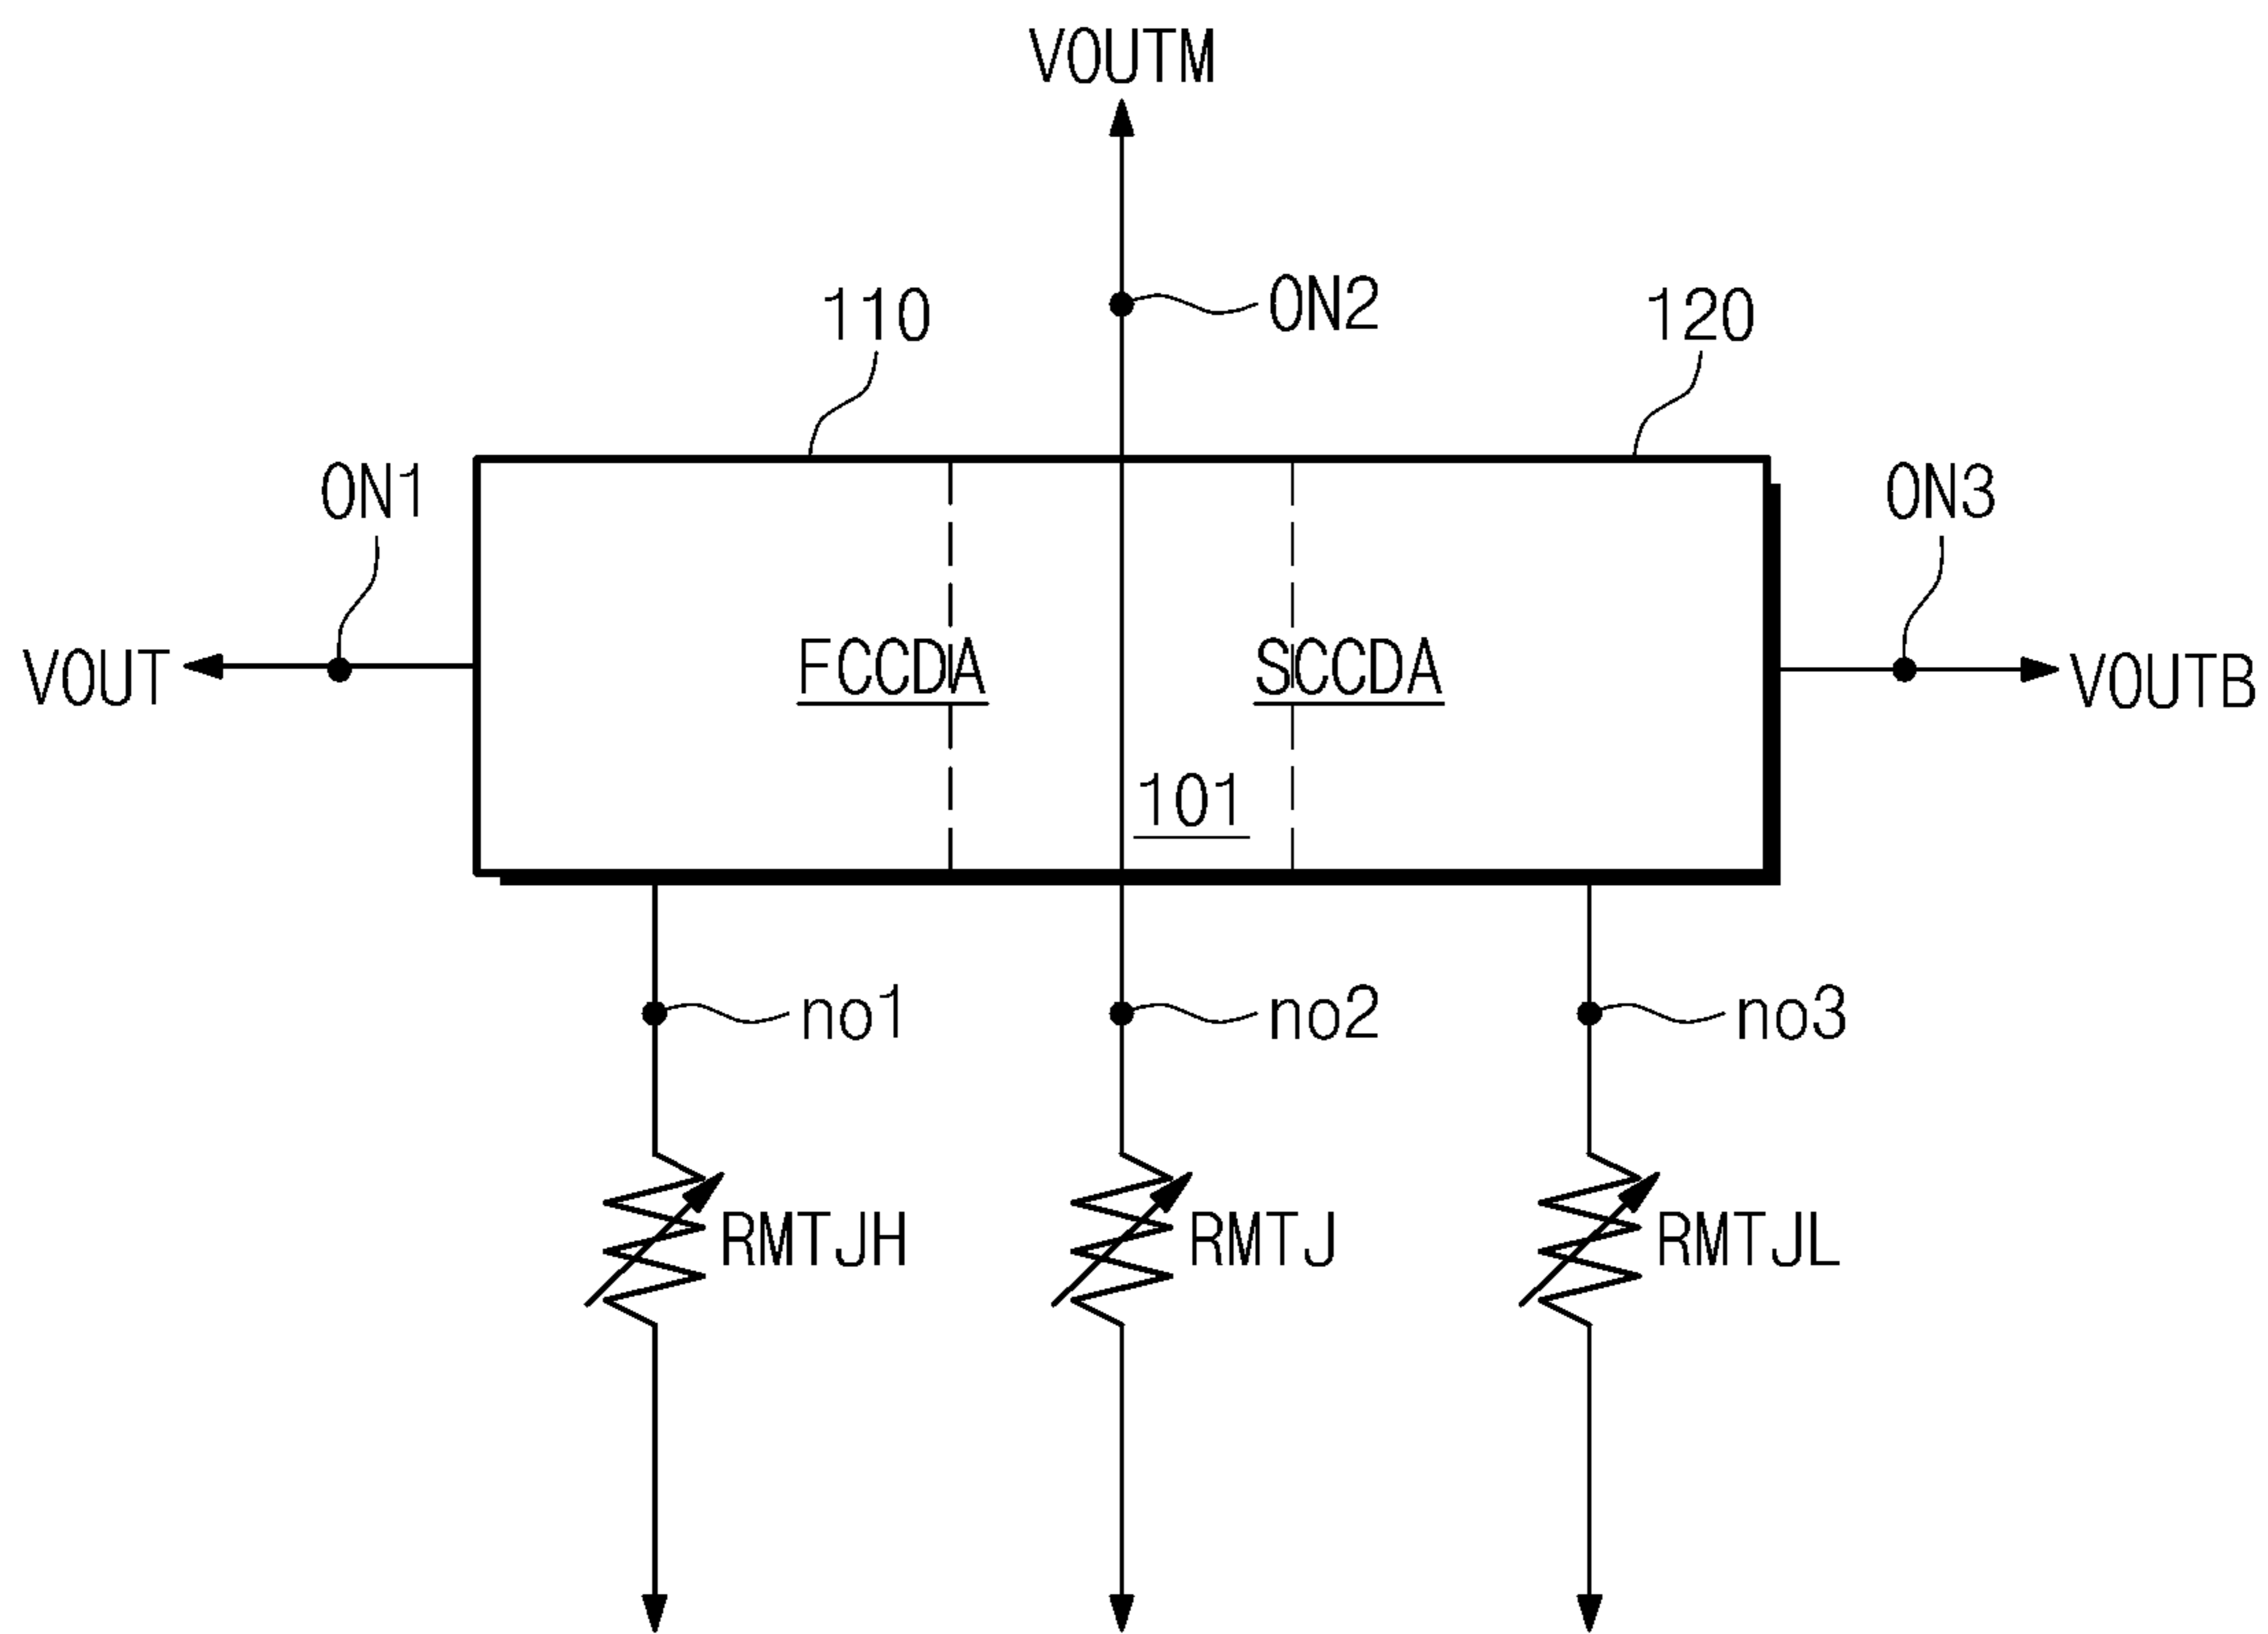 VOUTM
ON2
110
120
ON1
ON3
VOUT
FCCDA
SCCDA
VOUTB
101
no1
no2
no3
RMTJH
RMTJ
RMTJL